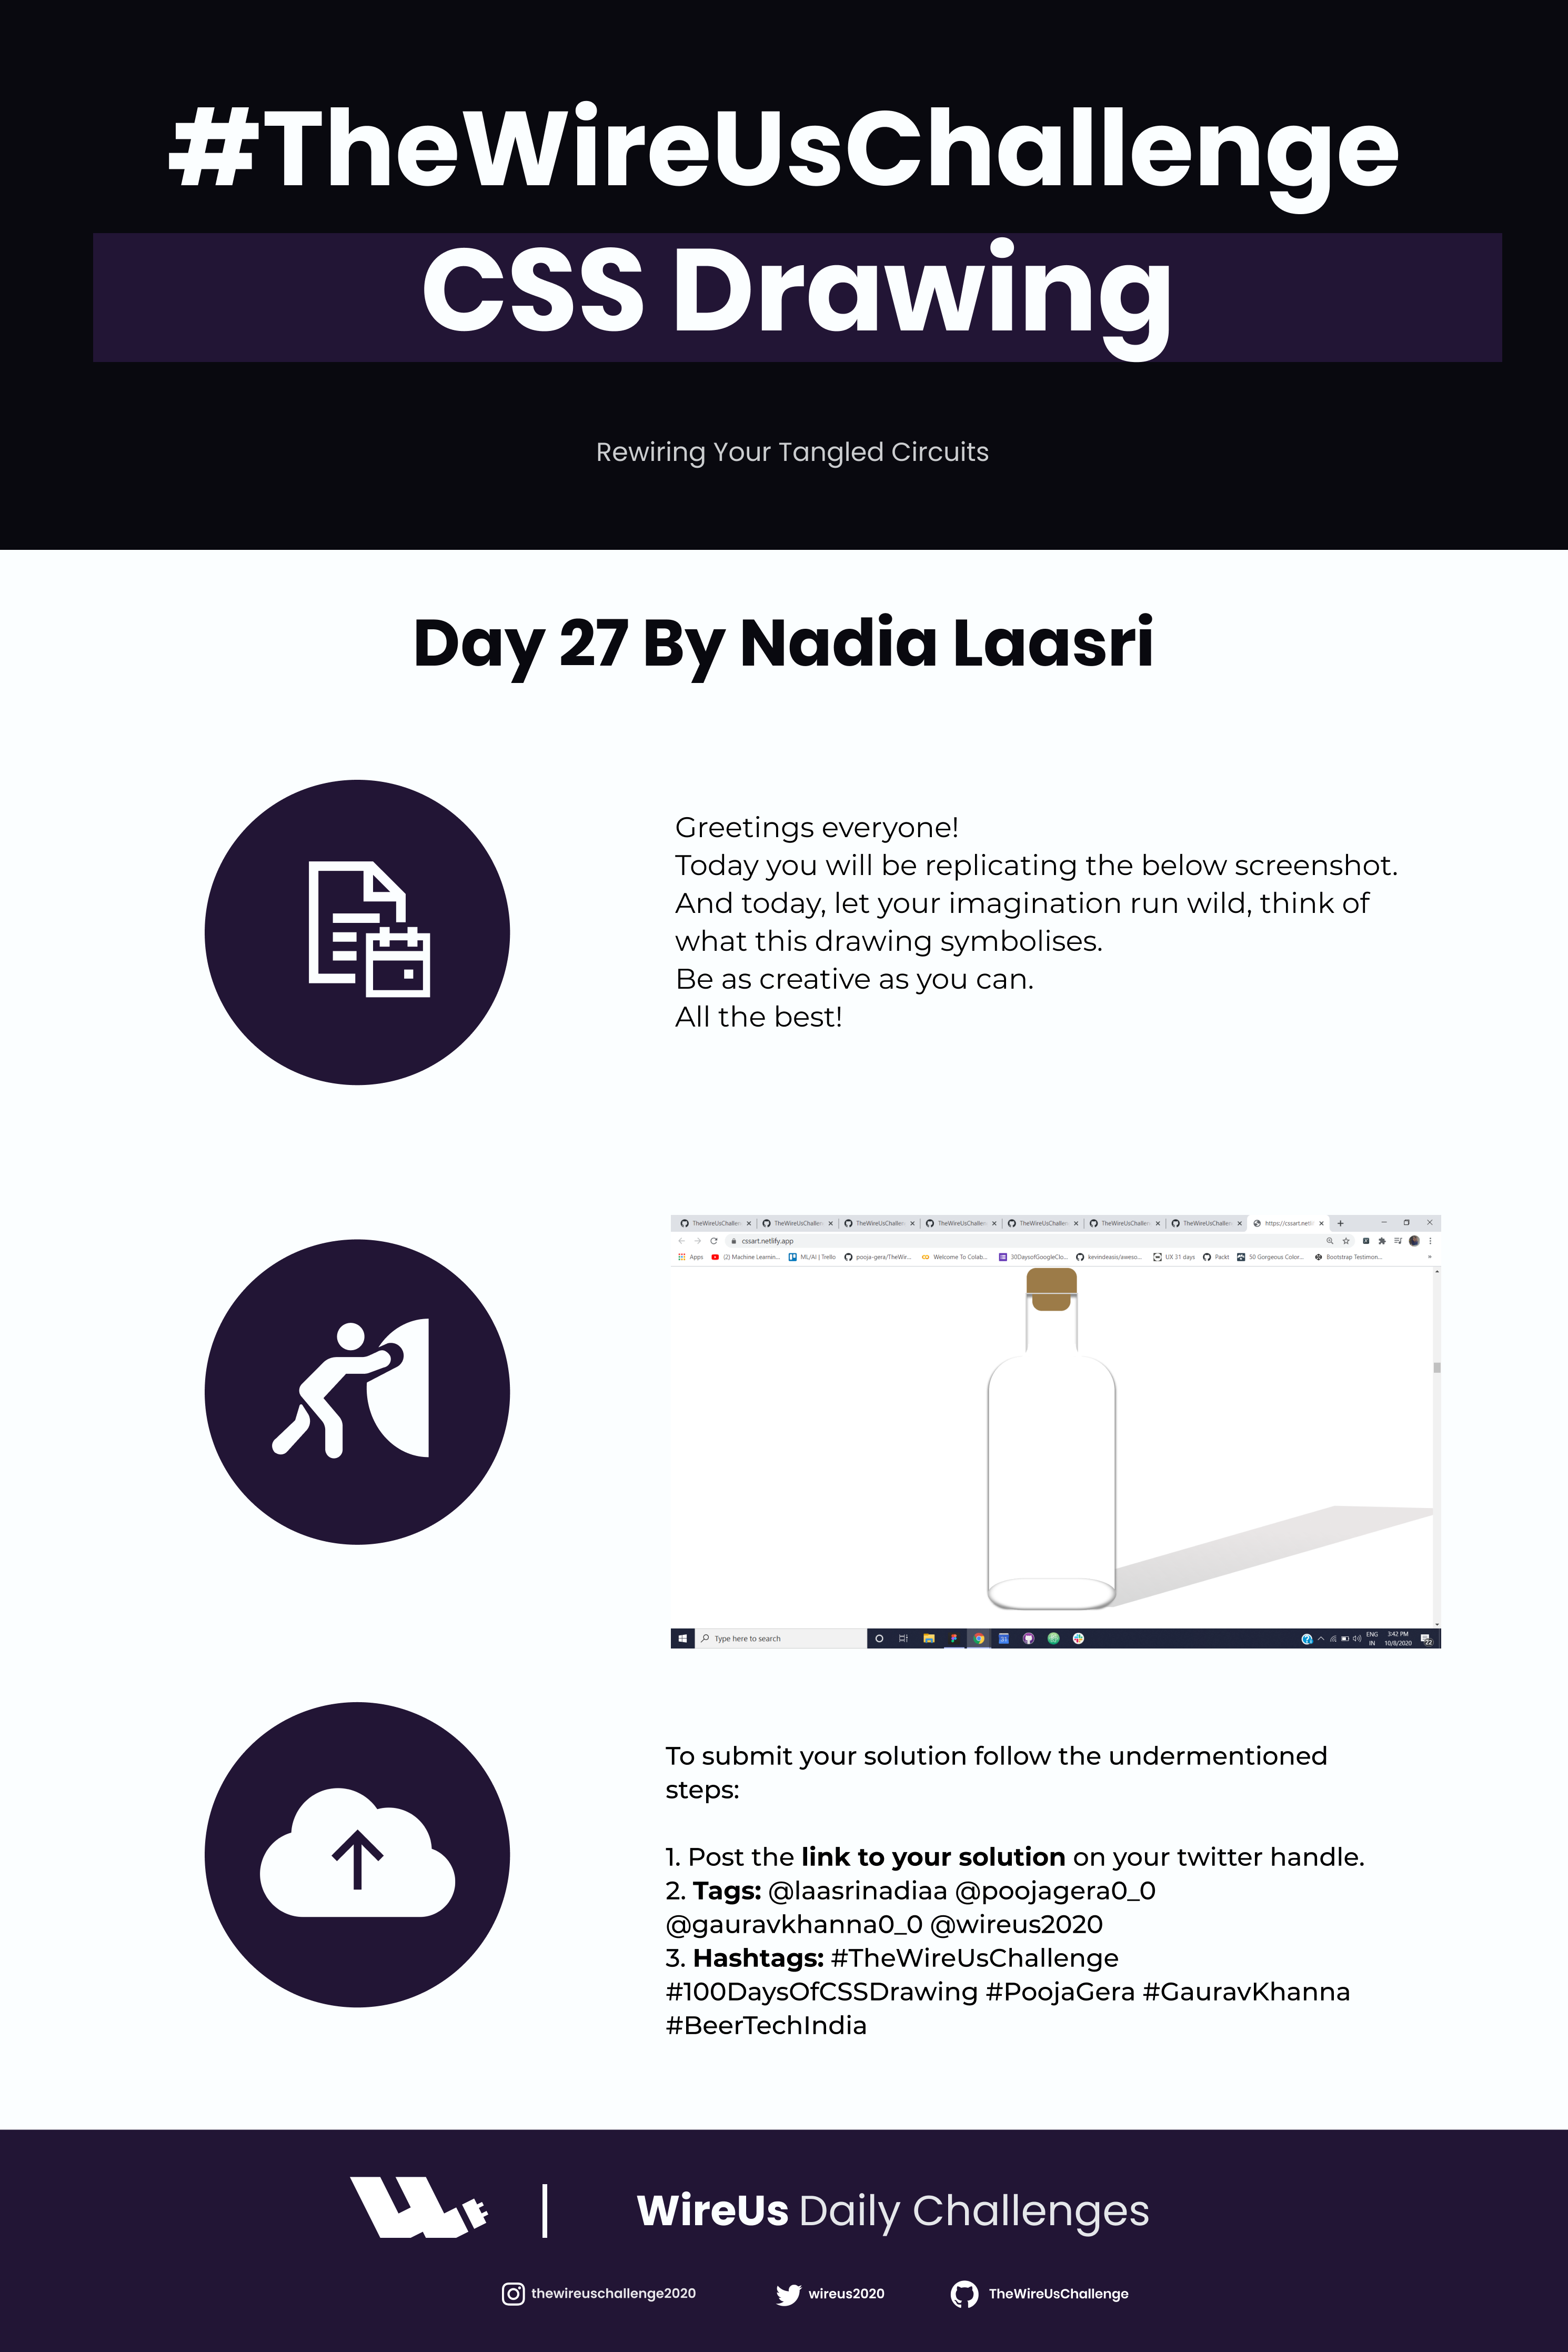 #TheWireUsChallenge
CSS Drawing
Rewiring Your Tangled Circuits
Day 27 By Nadia Laasri
Greetings everyone!
Today you will be replicating the below screenshot.
And today, let your imagination run wild, think of
what this drawing symbolises.
Be as creative as you can.
All the best!
TheWireUsChallen TheWireUsChallen TheWireUsChallen TheWireUsChallen TheWireUsChallen TheWireUsChallen TheWireUsChallen https://cssart.netli
cssart.netlify.app
Apps (2) Machine Learnin... ML/AI | Trello pooja-gera/TheWir... Welcome To Colab... 30DaysofGoogleClo... kevindeasis/aweso... UX 31 days Packt 50 Gorgeous Color... Bootstrap Testimon... »
Type here to search
ENG 3:42 PM
IN 10/8/2020 22
To submit your solution follow the undermentioned
steps:
1. Post the link to your solution on your twitter handle.
2. Tags: @laasrinadiaa @poojagera0_0
@gauravkhanna0_0 @wireus2020
3. Hashtags: #TheWireUsChallenge
#100DaysOfCSSDrawing #PoojaGera #GauravKhanna
#BeerTechIndia
WireUs Daily Challenges
thewireuschallenge2020 wireus2020 TheWireUsChallenge